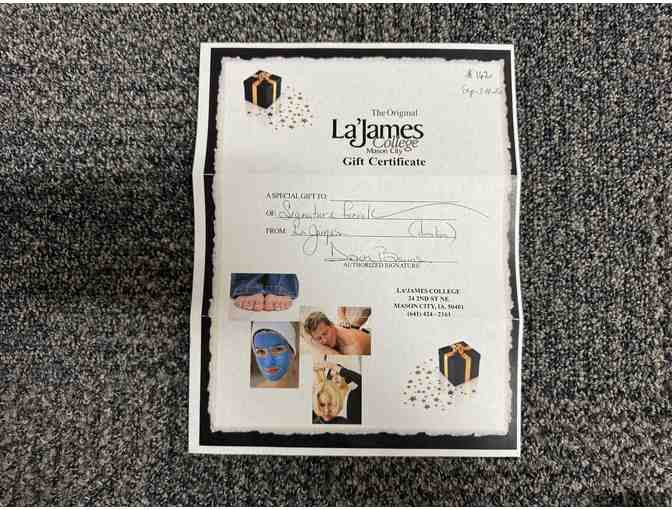 The Original
La'James
College
Mason City
Gift Certificate
A SPECIAL GIFT TO
OF Signature Facial
FROM La James
AUTHORIZED SIGNATURE
LA'JAMES COLLEGE
24 2ND ST NE
MASON CITY, IA. 50401
(641) 424-2161